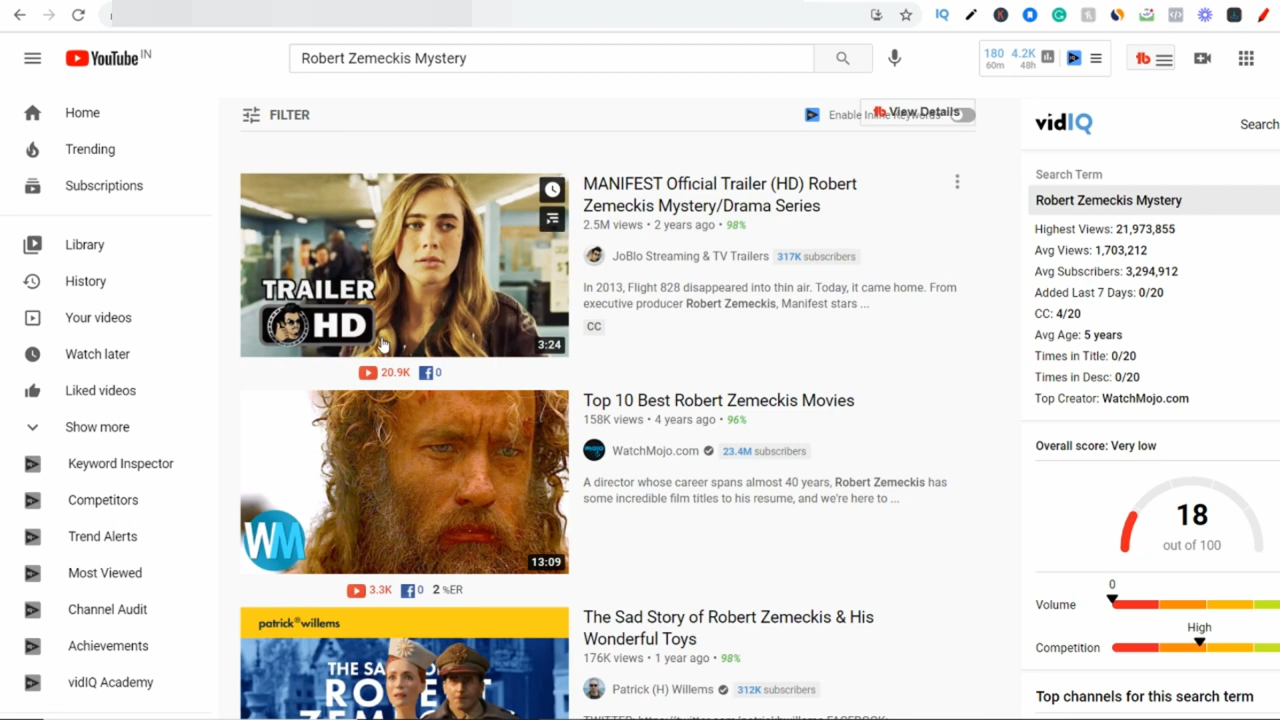 YouTube IN
Robert Zemeckis Mystery
IQ
180 4.2K
60m 48h
tb
Home
Trending
Subscriptions
Library
History
Your videos
Watch later
Liked videos
Show more
Keyword Inspector
Competitors
Trend Alerts
Most Viewed
Channel Audit
Achievements
vidIQ Academy
FILTER
Enable Inline Keywords
tb View Details
TRAILER
HD
3:24
MANIFEST Official Trailer (HD) Robert
Zemeckis Mystery/Drama Series
2.5M views • 2 years ago • 98%
JoBlo Streaming & TV Trailers 317K subscribers
In 2013, Flight 828 disappeared into thin air. Today, it came home. From
executive producer Robert Zemeckis, Manifest stars ...
CC
20.9K f 0
WM
13:09
Top 10 Best Robert Zemeckis Movies
158K views • 4 years ago • 96%
mojo WatchMojo.com 23.4M subscribers
A director whose career spans almost 40 years, Robert Zemeckis has
some incredible film titles to his resume, and we're here to ...
3.3K f 0 2 %ER
patrick(h)willems
THE SA
The Sad Story of Robert Zemeckis & His
Wonderful Toys
176K views • 1 year ago • 98%
Patrick (H) Willems 312K subscribers
vidIQ
Search
Search Term
Robert Zemeckis Mystery
Highest Views: 21,973,855
Avg Views: 1,703,212
Avg Subscribers: 3,294,912
Added Last 7 Days: 0/20
CC: 4/20
Avg Age: 5 years
Times in Title: 0/20
Times in Desc: 0/20
Top Creator: WatchMojo.com
Overall score: Very low
18
out of 100
0
Volume
High
Competition
Top channels for this search term